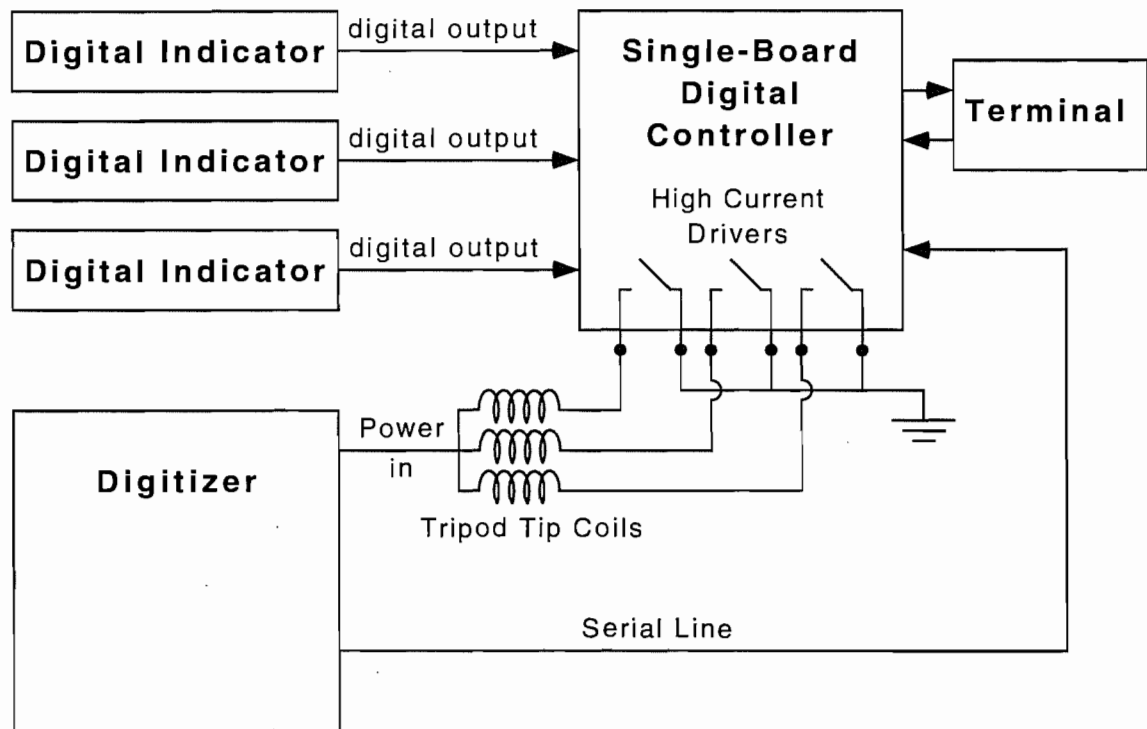 Digital Indicator
digital output
Digital Indicator
digital output
Digital Indicator
digital output
Single-Board
Digital
Controller
High Current
Drivers
Terminal
Digitizer
Power
in
Tripod Tip Coils
Serial Line